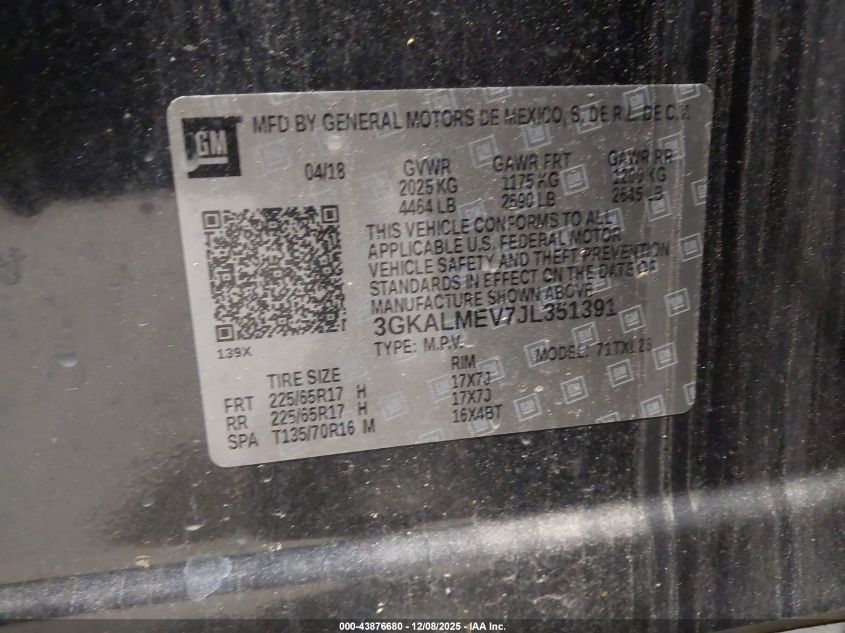 GM
MFD BY GENERAL MOTORS DE MEXICO, S. DE R.L. DE C.V.
04/18 GVWR GAWR FRT GAWR RR
2025 KG 1175 KG KG
4464 LB 2590 LB 2645 LB
THIS VEHICLE CONFORMS TO ALL
APPLICABLE U.S. FEDERAL MOTOR
VEHICLE SAFETY AND THEFT PREVENTION
STANDARDS IN EFFECT ON THE DATE OF
MANUFACTURE SHOWN ABOVE
3GKALMEV7JL351391
139X
TYPE: M.P.V. MODEL:
TIRE SIZE RIM
FRT 225/65R17 H 17X7J
RR 225/65R17 H 17X7J
SPA T135/70R16 M 16X4BT
000-43876680 - 12/08/2025 - IAA Inc.